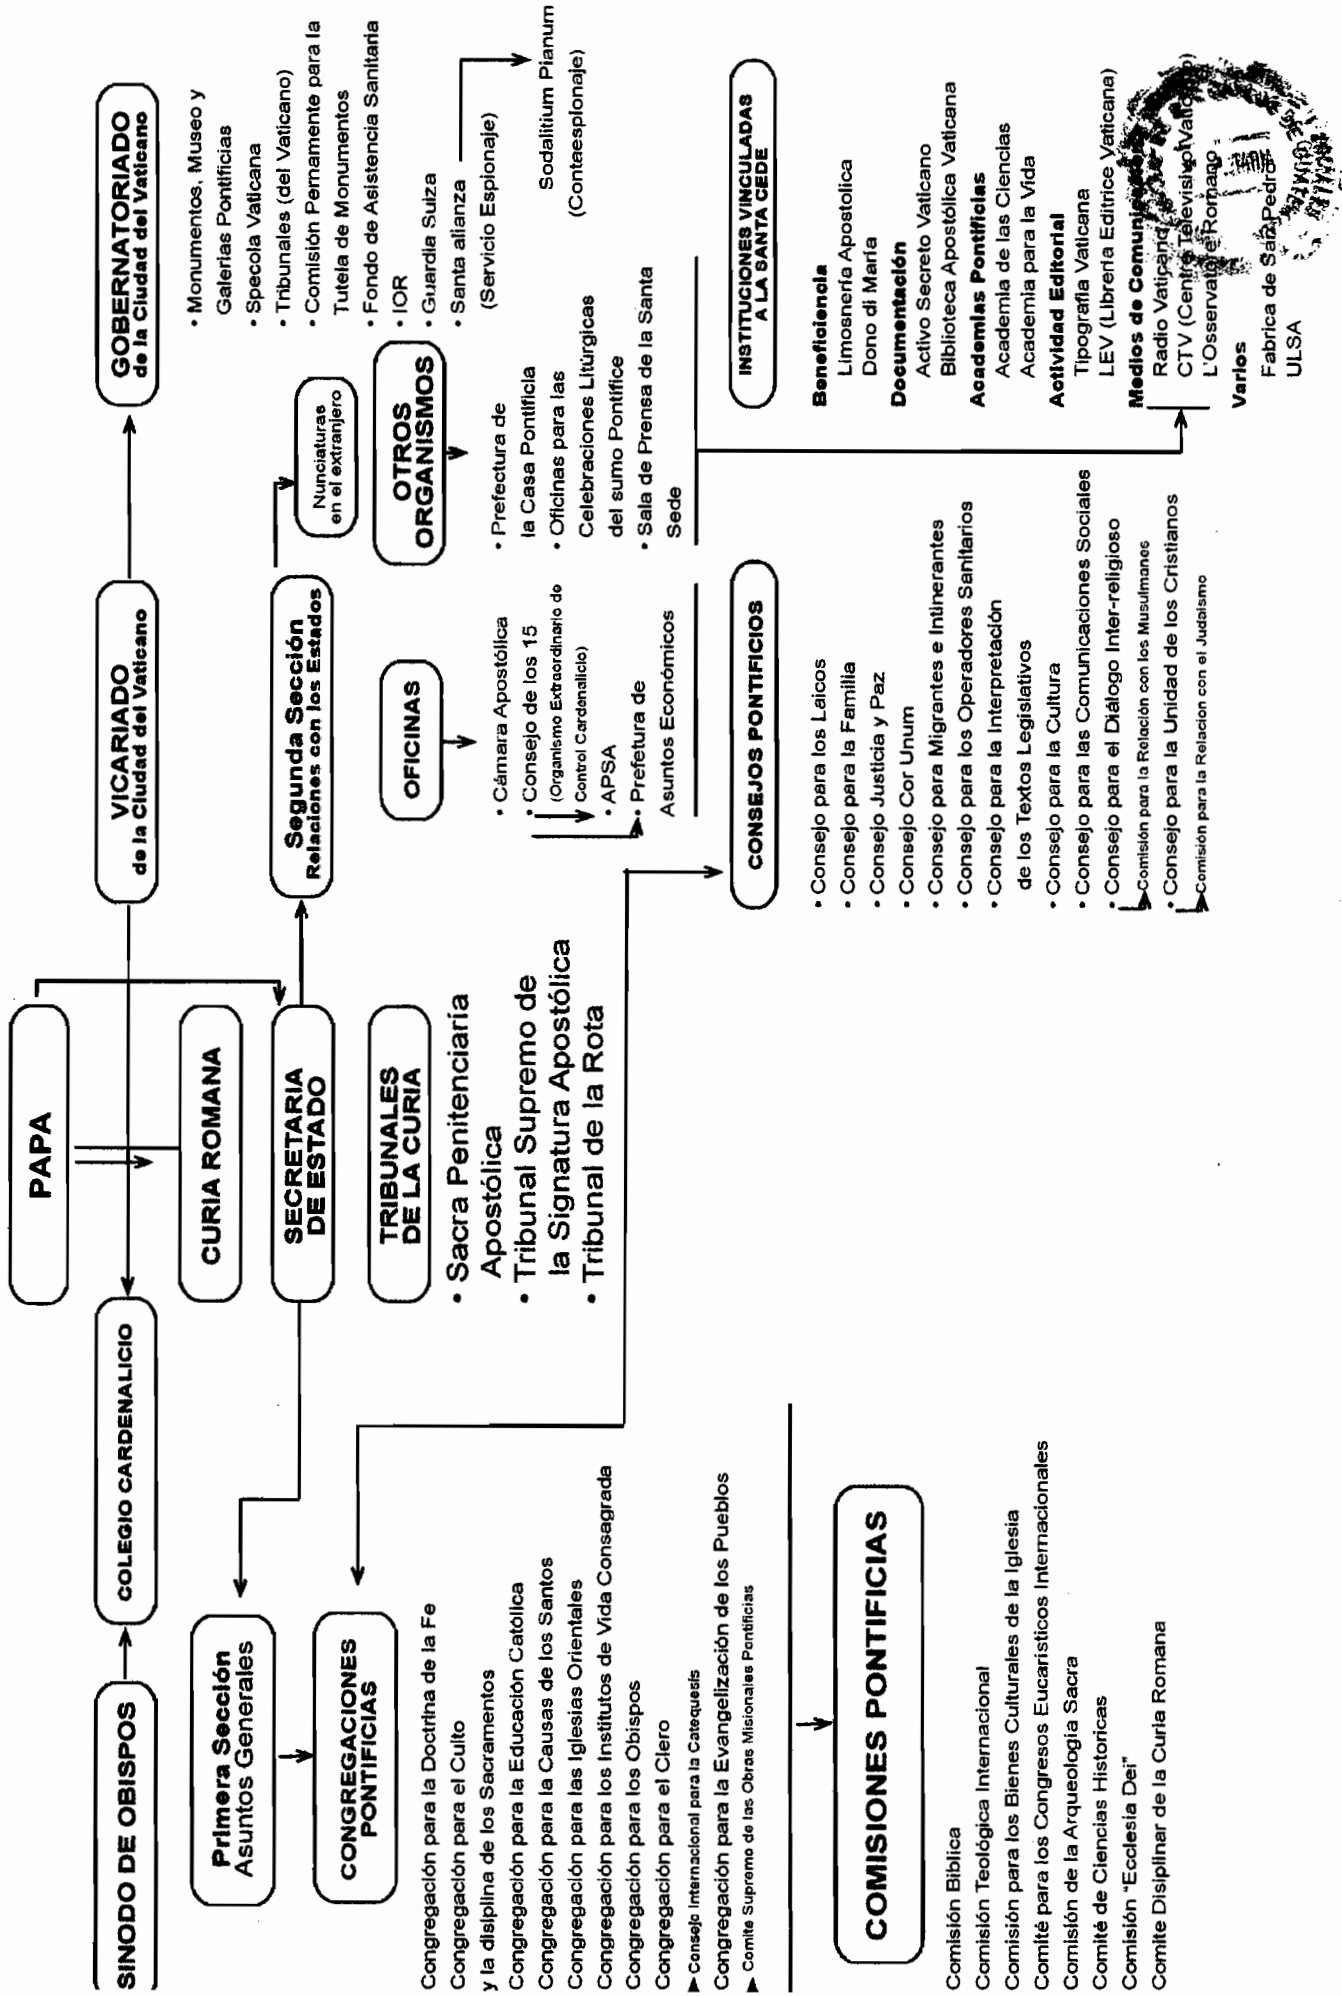 PAPA
SINODO DE OBISPOS
COLEGIO CARDENALICIO
VICARIADO
de la Ciudad del Vaticano
GOBERNATORIADO
de la Ciudad del Vaticano
• Monumentos, Museo y
Galerías Pontificias
• Specola Vaticana
• Tribunales (del Vaticano)
• Comisión Pernamente para la
Tutela de Monumentos
• Fondo de Asistencia Sanitaria
• IOR
• Guardia Suiza
• Santa alianza
(Servicio Espionaje)
Sodalitium Pianum
(Contaespionaje)
CURIA ROMANA
SECRETARIA
DE ESTADO
Primera Sección
Asuntos Generales
Segunda Sección
Relaciones con los Estados
Nunciaturas
en el extranjero
CONGREGACIONES
PONTIFICIAS
Congregación para la Doctrina de la Fe
Congregación para el Culto
y la disiplina de los Sacramentos
Congregación para la Educación Católica
Congregación para la Causas de los Santos
Congregación para las Iglesias Orientales
Congregación para los Institutos de Vida Consagrada
Congregación para los Obispos
Congregación para el Clero
► Consejo Internacional para la Catequesis
Congregación para la Evangelización de los Pueblos
► Comité Supremo de las Obras Misionales Pontificias
TRIBUNALES
DE LA CURIA
• Sacra Penitenciaría
Apostólica
• Tribunal Supremo de
la Signatura Apostólica
• Tribunal de la Rota
OFICINAS
• Cámara Apostólica
• Consejo de los 15
(Organismo Extraordinario de
Control Cardenalicio)
• APSA
• Prefetura de
Asuntos Económicos
OTROS
ORGANISMOS
• Prefectura de
la Casa Pontificia
• Oficinas para las
Celebraciones Litúrgicas
del sumo Pontífice
• Sala de Prensa de la Santa
Sede
COMISIONES PONTIFICIAS
Comisión Biblica
Comisión Teológica Internacional
Comisión para los Bienes Culturales de la Iglesia
Comité para los Congresos Eucarísticos Internacionales
Comisión de la Arqueología Sacra
Comité de Ciencias Historicas
Comisión "Ecclesia Dei"
Comite Disiplinar de Curia Romana
CONSEJOS PONTIFICIOS
• Consejo para los Laicos
• Consejo para la Familia
• Consejo Justicia y Paz
• Consejo Cor Unum
• Consejo para Migrantes e Intinerantes
• Consejo para los Operadores Sanitarios
• Consejo para la Interpretación
de los Textos Legislativos
• Consejo para la Cultura
• Consejo para las Comunicaciones Sociales
• Consejo para el Diálogo Inter-religioso
Comisión para la Relación con los Musulmanes
• Consejo para la Unidad de los Cristianos
Comisión para la Relacion con el Judaísmo
INSTITUCIONES VINCULADAS
A LA SANTA CEDE
Beneficiencia
Limosnería Apostolica
Dono di María
Documentación
Activo Secreto Vaticano
Biblioteca Apostólica Vaticana
Academias Pontificias
Academia de las Ciencias
Academia para la Vida
Actividad Editorial
Tipografía Vaticana
LEV (Librería Editrice Vaticana)
Medios de
Radio Vaticano
CTV (Centro Televisivo
L'Osservatore Romano
Varios
Fabrica de San Pedro
ULSA